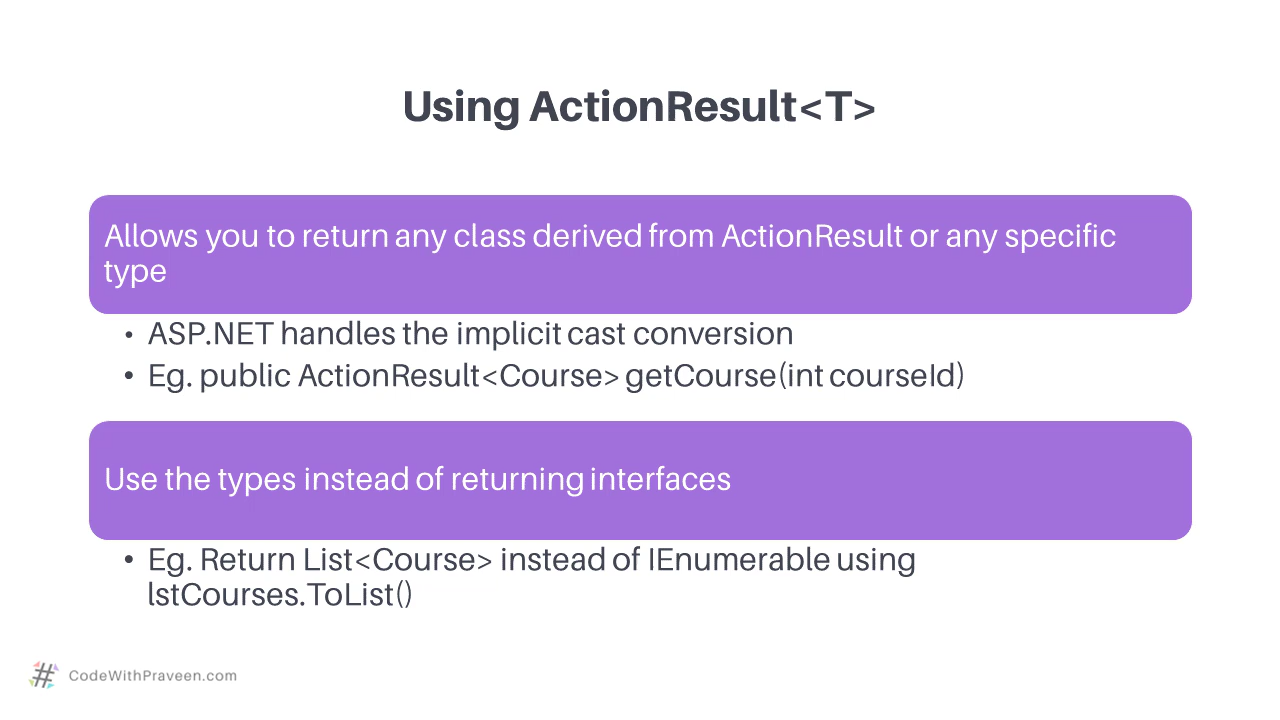 Using ActionResult<T>
Allows you to return any class derived from ActionResult or any specific
type
• ASP.NET handles the implicit cast conversion
• Eg. public ActionResult<Course> getCourse(int courseId)
Use the types instead of returning interfaces
• Eg. Return List<Course> instead of IEnumerable using
lstCourses.ToList()
# CodeWithPraveen.com